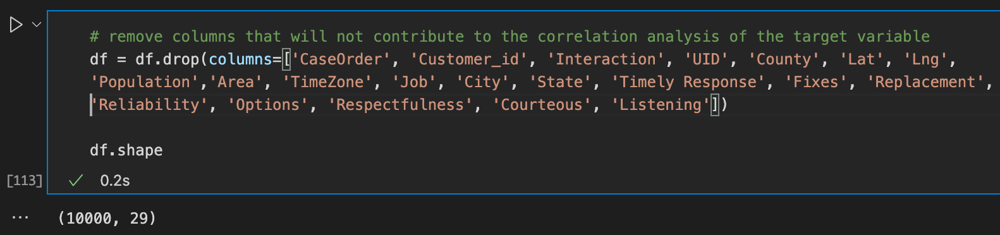 # remove columns that will not contribute to the correlation analysis of the target variable
df = df.drop(columns=['CaseOrder', 'Customer_id', 'Interaction', 'UID', 'County', 'Lat', 'Lng',
'Population','Area', 'TimeZone', 'Job', 'City', 'State', 'Timely Response', 'Fixes', 'Replacement',
'Reliability', 'Options', 'Respectfulness', 'Courteous', 'Listening'])
df.shape
[113] 0.2s
(10000, 29)